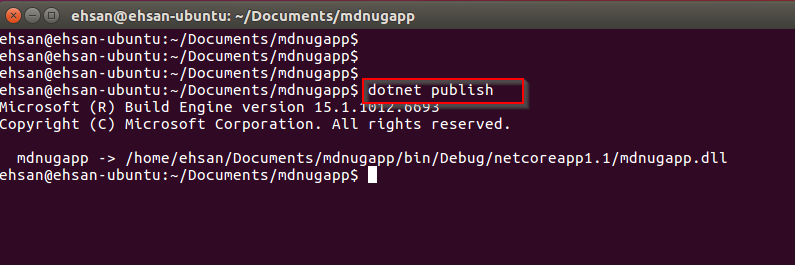 ehsan@ehsan-ubuntu: ~/Documents/mdnugapp
ehsan@ehsan-ubuntu:~/Documents/mdnugapp$
ehsan@ehsan-ubuntu:~/Documents/mdnugapp$
ehsan@ehsan-ubuntu:~/Documents/mdnugapp$
ehsan@ehsan-ubuntu:~/Documents/mdnugapp$ dotnet publish
Microsoft (R) Build Engine version 15.1.1012.6693
Copyright (C) Microsoft Corporation. All rights reserved.
mdnugapp -> /home/ehsan/Documents/mdnugapp/bin/Debug/netcoreapp1.1/mdnugapp.dll
ehsan@ehsan-ubuntu:~/Documents/mdnugapp$